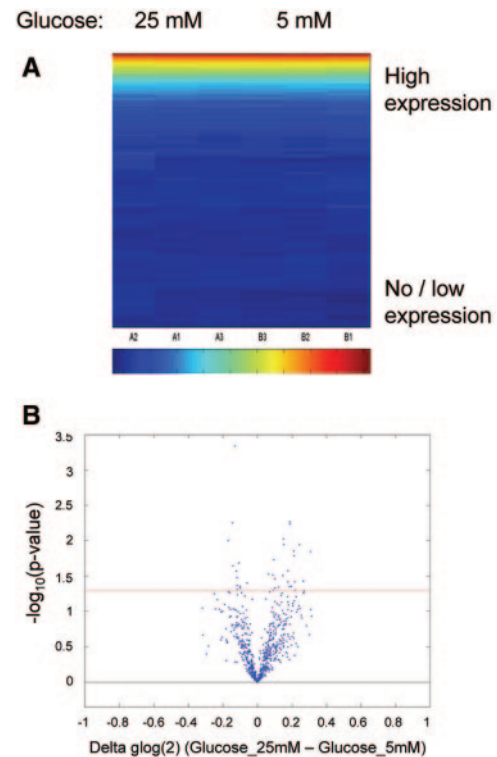 Glucose: 25 mM 5 mM
A
High
expression
No / low
expression
A2 A1 A3 B3 B2 B1
B
3.5
3
2.5
2
1.5
1
0.5
0
-log10(p-value)
-1 -0.8 -0.6 -0.4 -0.2 0 0.2 0.4 0.6 0.8 1
Delta glog(2) (Glucose_25mM – Glucose_5mM)